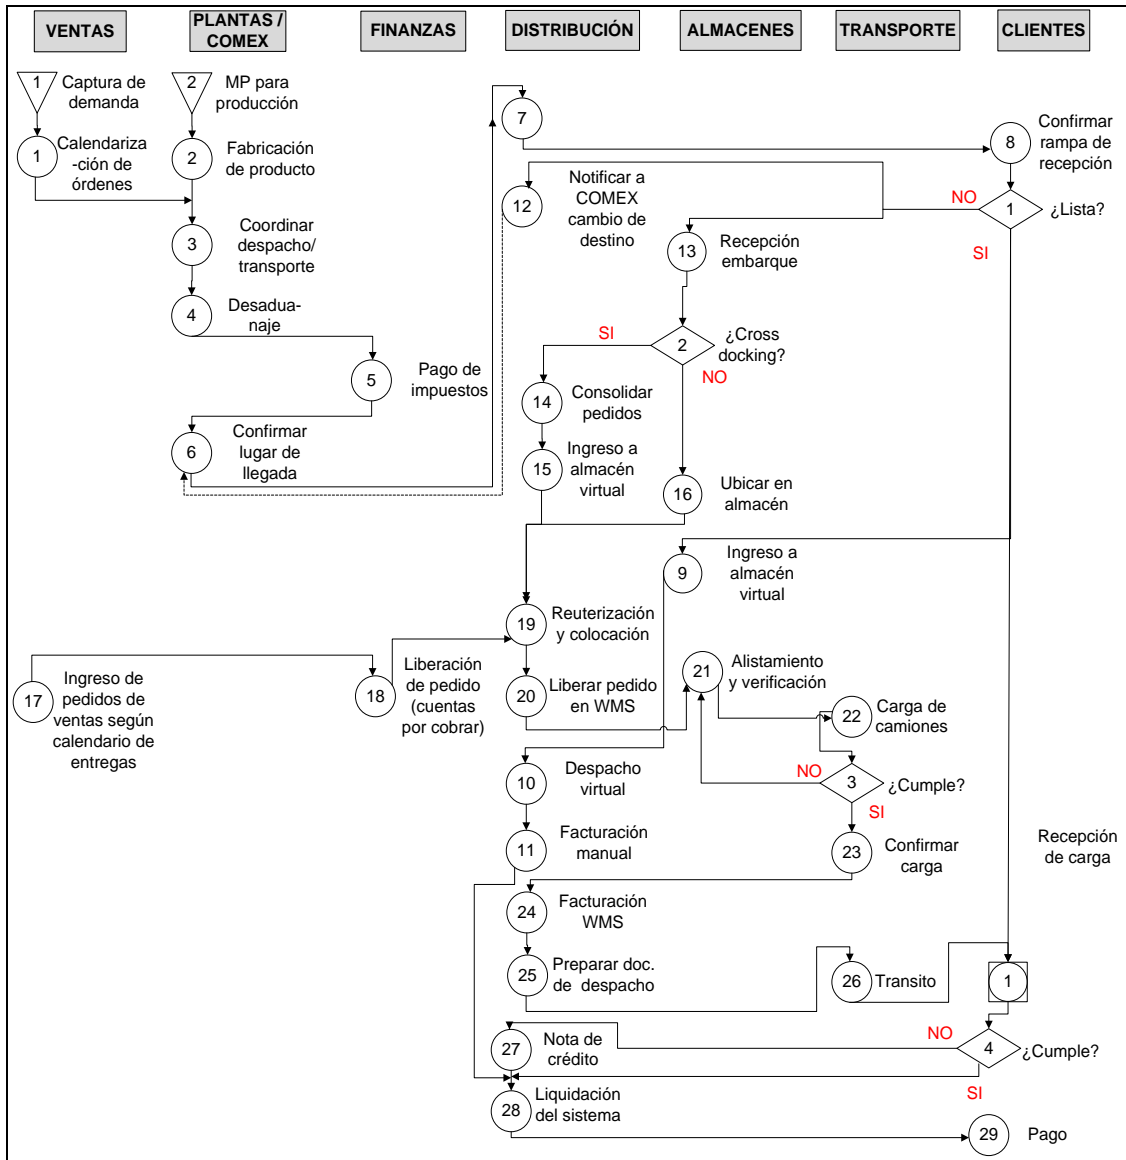 VENTAS
PLANTAS /
COMEX
FINANZAS
DISTRIBUCIÓN
ALMACENES
TRANSPORTE
CLIENTES
1
Captura de
demanda
2
MP para
producción
7
8
Confirmar
rampa de
recepción
1
Calendariza
-ción de
órdenes
2
Fabricación
de producto
12
Notificar a
COMEX
cambio de
destino
NO
1
¿Lista?
SI
3
Coordinar
despacho/
transporte
13
Recepción
embarque
4
Desadua-
naje
SI
2
¿Cross
docking?
NO
5
Pago de
impuestos
14
Consolidar
pedidos
6
Confirmar
lugar de
llegada
15
Ingreso a
almacén
virtual
16
Ubicar en
almacén
9
Ingreso a
almacén
virtual
19
Reuterización
y colocación
17
Ingreso de
pedidos de
ventas según
calendario de
entregas
18
Liberación
de pedido
(cuentas
por cobrar)
20
Liberar pedido
en WMS
21
Alistamiento
y verificación
22
Carga de
camiones
10
Despacho
virtual
NO
3
¿Cumple?
SI
11
Facturación
manual
23
Confirmar
carga
Recepción
de carga
24
Facturación
WMS
25
Preparar doc.
de despacho
26
Transito
1
27
Nota de
crédito
NO
4
¿Cumple?
SI
28
Liquidación
del sistema
29
Pago